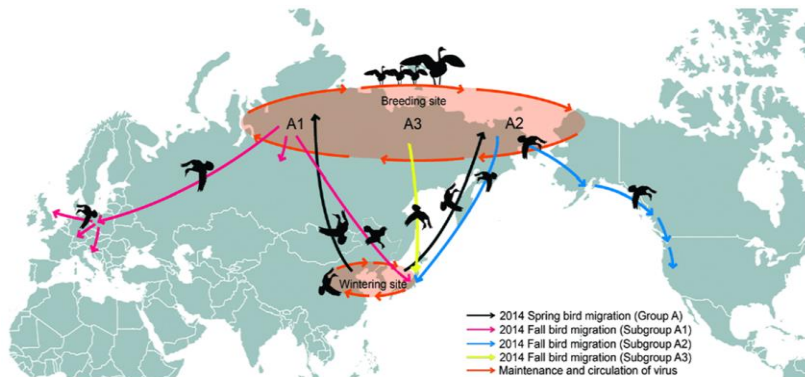 Breeding site
A1
A3
A2
Wintering site
2014 Spring bird migration (Group A)
2014 Fall bird migration (Subgroup A1)
2014 Fall bird migration (Subgroup A2)
2014 Fall bird migration (Subgroup A3)
Maintenance and circulation of virus